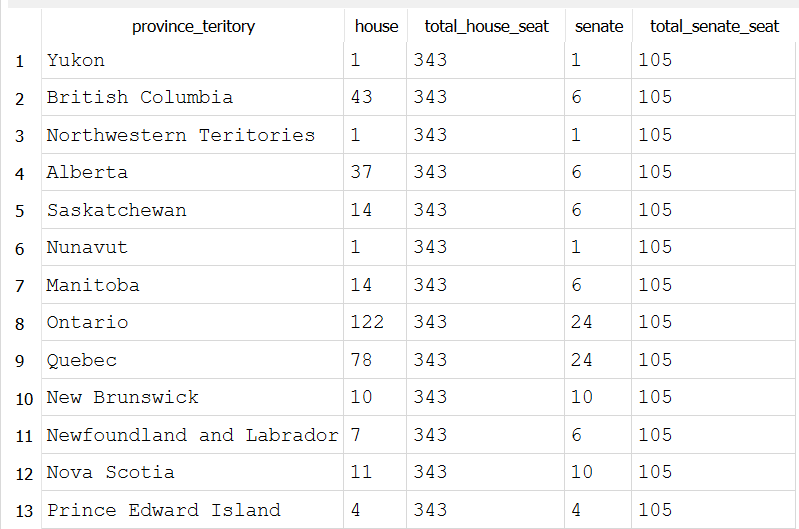 province_teritory house total_house_seat senate total_senate_seat
1 Yukon 1 343 1 105
2 British Columbia 43 343 6 105
3 Northwestern Teritories 1 343 1 105
4 Alberta 37 343 6 105
5 Saskatchewan 14 343 6 105
6 Nunavut 1 343 1 105
7 Manitoba 14 343 6 105
8 Ontario 122 343 24 105
9 Quebec 78 343 24 105
10 New Brunswick 10 343 10 105
11 Newfoundland and Labrador 7 343 6 105
12 Nova Scotia 11 343 10 105
13 Prince Edward Island 4 343 4 105